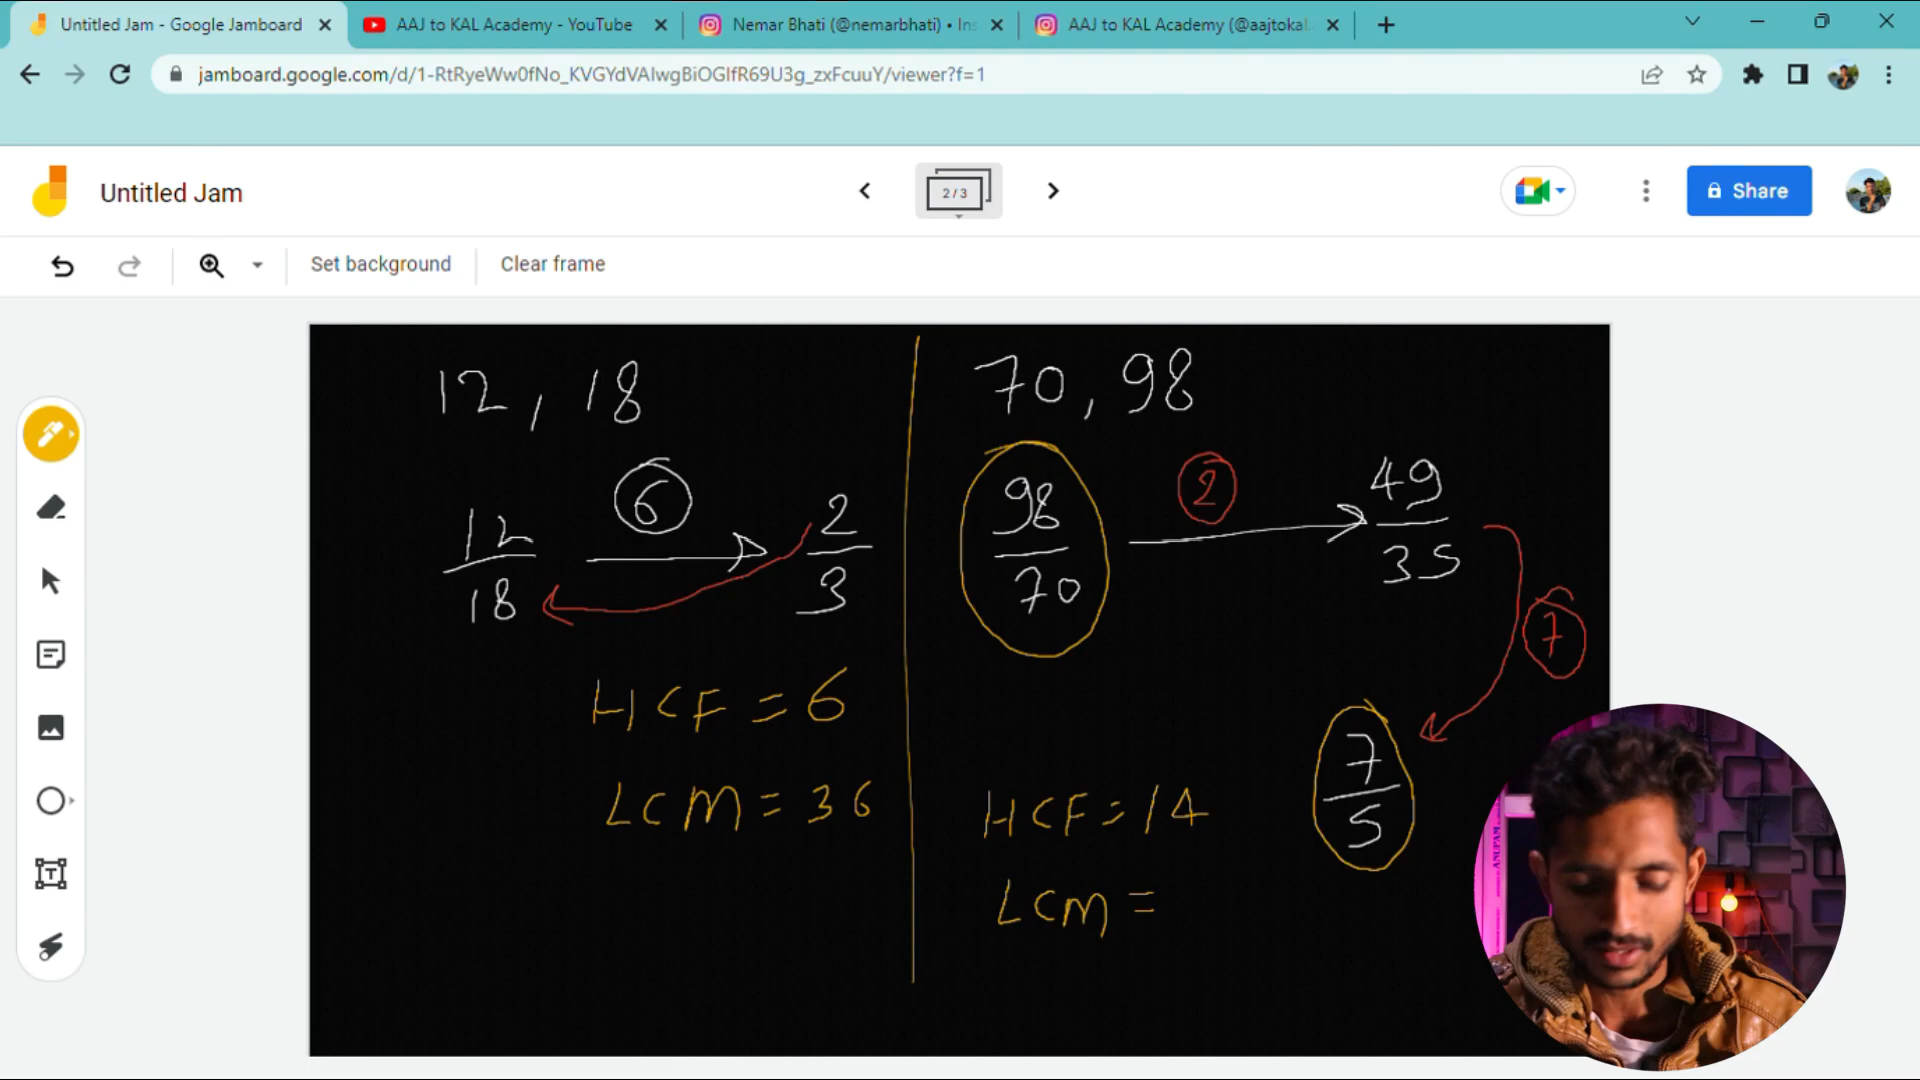 Untitled Jam - Google Jamboard
AAJ to KAL Academy - YouTube
Nemar Bhati (@nemarbhati) • Ins
AAJ to KAL Academy (@aajtokal.
jamboard.google.com/d/1-RtRyeWw0fNo_KVGYdVAlwgBiOGlfR69U3g_zxFcuuY/viewer?f=1
Untitled Jam
2 / 3
Share
Set background
Clear frame
12, 18
12
18
6
2
3
HCF = 6
LCM = 36
70, 98
98
70
2
49
35
7
7
5
HCF = 14
LCM =
ANUPAM